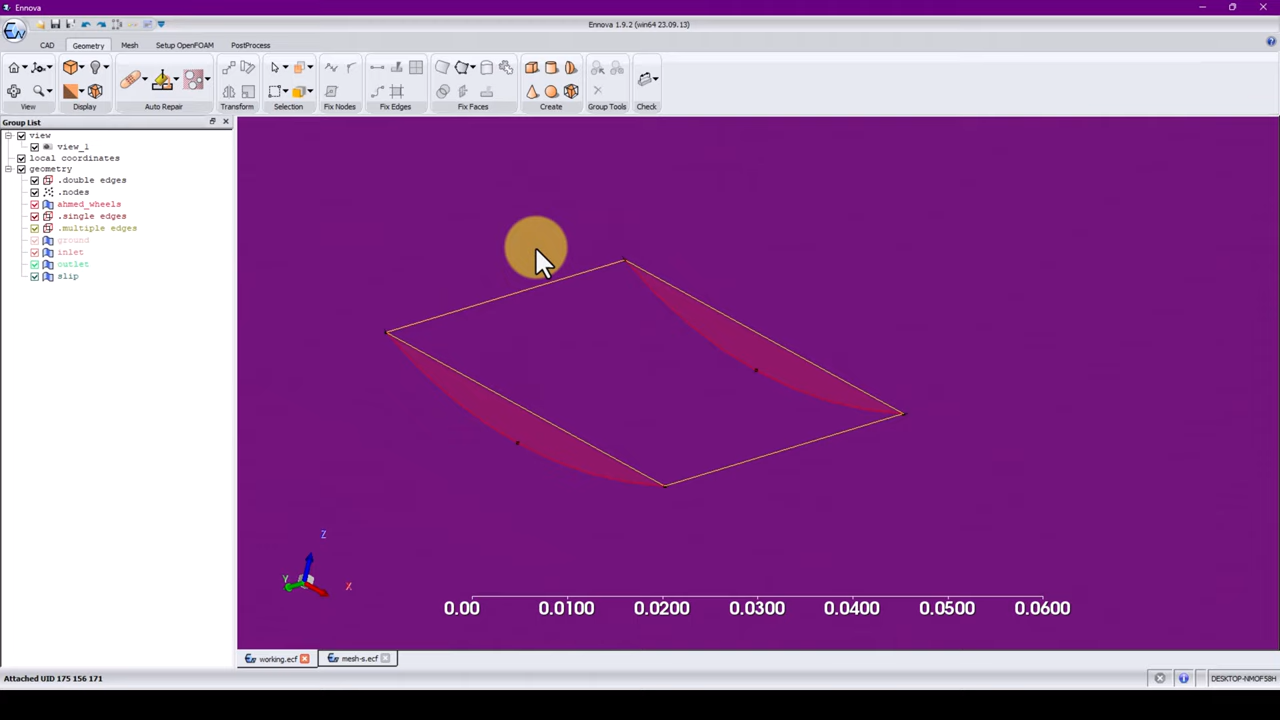 Ennova
Ennova 1.9.2 (win64 23.09.13)
CAD Geometry Mesh Setup OpenFOAM PostProcess
View Display Auto Repair Transform Selection Fix Nodes Fix Edges Fix Faces Create Group Tools Check
Group List
view
view_1
local coordinates
geometry
.double edges
.nodes
ahmed_wheels
.single edges
.multiple edges
ground
inlet
outlet
slip
Z
Y
X
0.00 0.0100 0.0200 0.0300 0.0400 0.0500 0.0600
working.ecf mesh-s.ecf
Attached UID 175 156 171
DESKTOP-NMOF58H